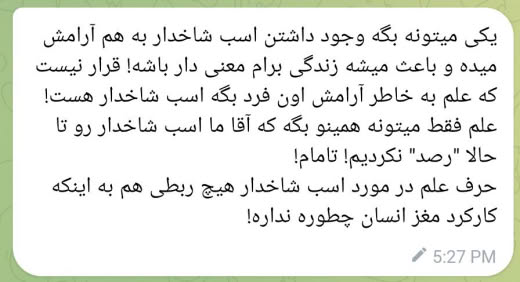 یکی میتونه بگه وجود داشتن اسب شاخدار به هم آرامش
میده و باعث میشه زندگی برام معنی دار باشه! قرار نیست
که علم به خاطر آرامش اون فرد بگه اسب شاخدار هست!
علم فقط میتونه همینو بگه که آقا ما اسب شاخدار رو تا
حالا "رصد" نکردیم! تامام!
حرف علم در مورد اسب شاخدار هیچ ربطی هم به اینکه
کارکرد مغز انسان چطوره نداره!
5:27 PM